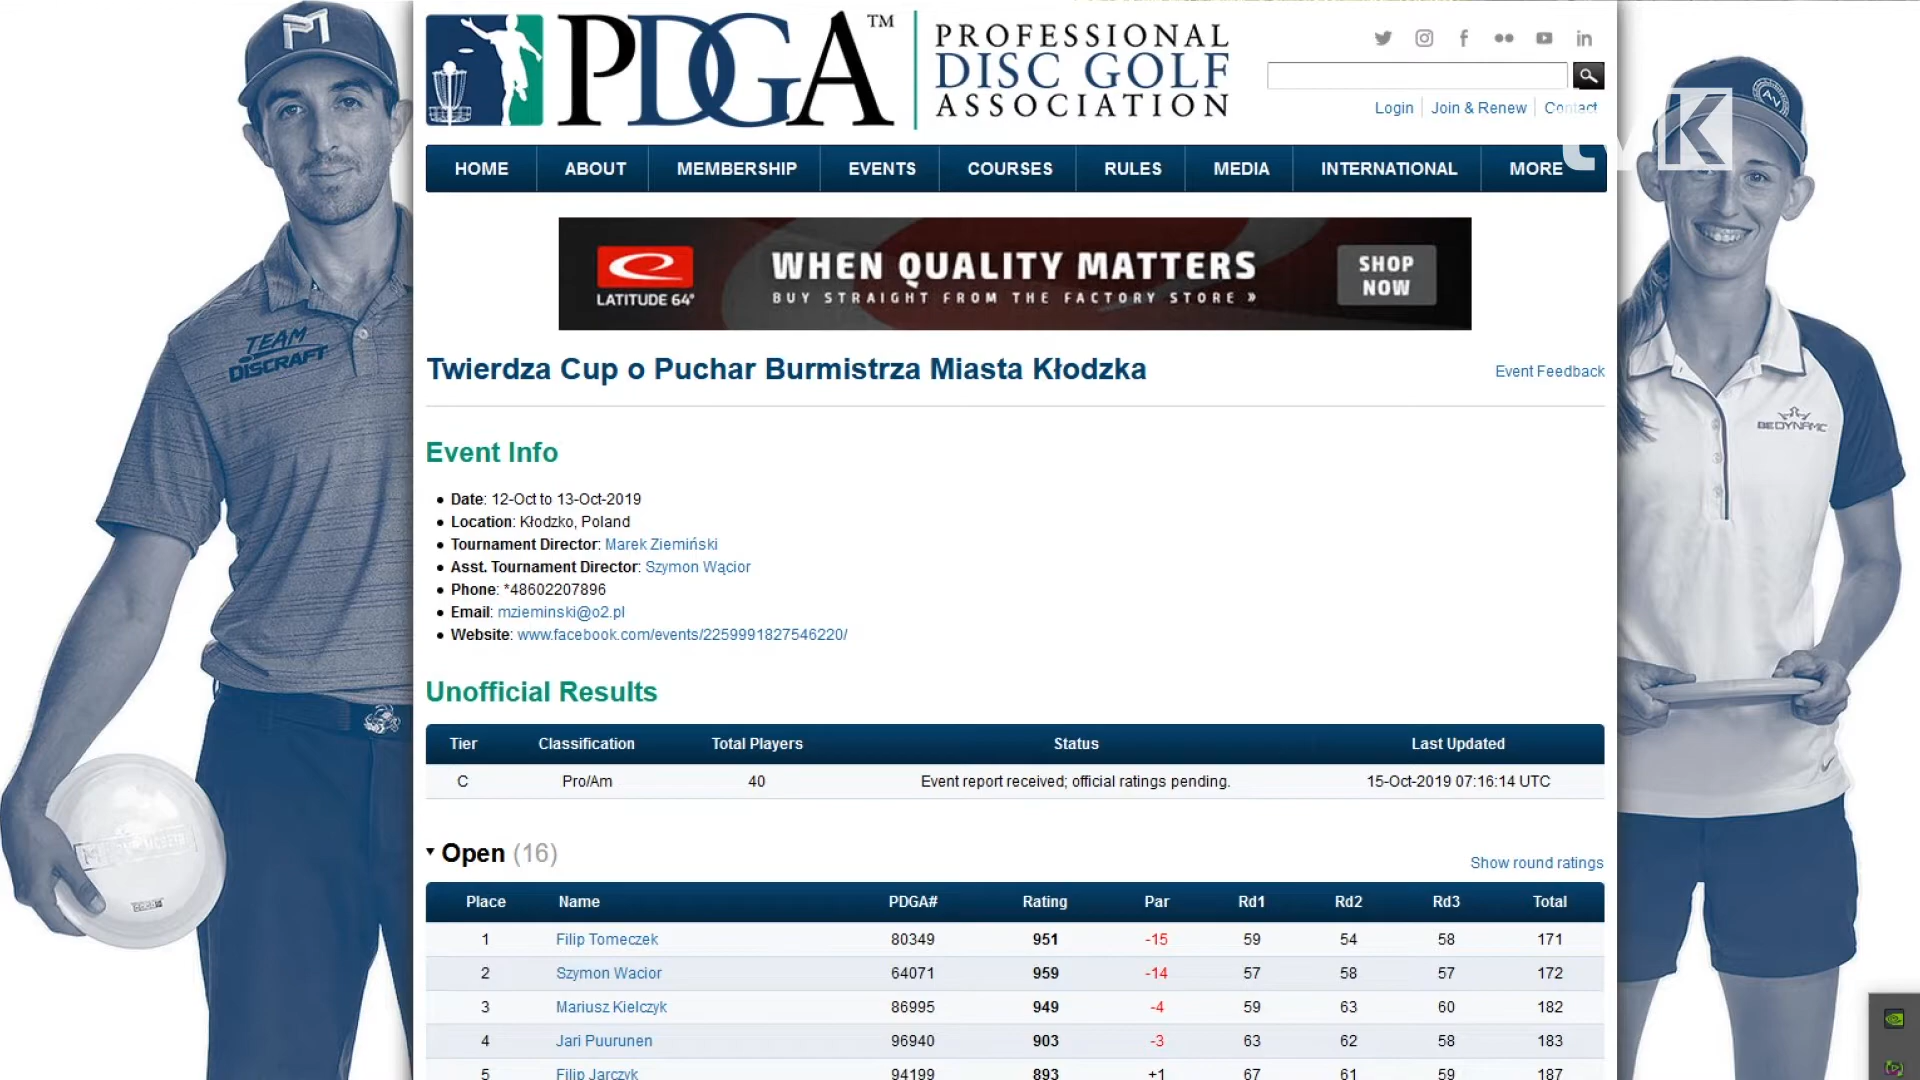 PDGA™
PROFESSIONAL
DISC GOLF
ASSOCIATION
Login
Join & Renew
Contact
tvK
HOME ABOUT MEMBERSHIP EVENTS COURSES RULES MEDIA INTERNATIONAL MORE
LATITUDE 64°
WHEN QUALITY MATTERS
BUY STRAIGHT FROM THE FACTORY STORE »
SHOP
NOW
TEAM
DISCRAFT
BE DYNAMIC
Twierdza Cup o Puchar Burmistrza Miasta Kłodzka
Event Feedback
Event Info
Date: 12-Oct to 13-Oct-2019
Location: Kłodzko, Poland
Tournament Director: Marek Ziemiński
Asst. Tournament Director: Szymon Wącior
Phone: *48602207896
Email: mzieminski@o2.pl
Website: www.facebook.com/events/2259991827546220/
Unofficial Results
Tier Classification Total Players Status Last Updated
C Pro/Am 40 Event report received; official ratings pending. 15-Oct-2019 07:16:14 UTC
Open (16)
Show round ratings
Place Name PDGA# Rating Par Rd1 Rd2 Rd3 Total
1 Filip Tomeczek 80349 951 -15 59 54 58 171
2 Szymon Wacior 64071 959 -14 57 58 57 172
3 Mariusz Kielczyk 86995 949 -4 59 63 60 182
4 Jari Puurunen 96940 903 -3 63 62 58 183
5 Filip Jarczyk 94199 893 +1 67 61 59 187